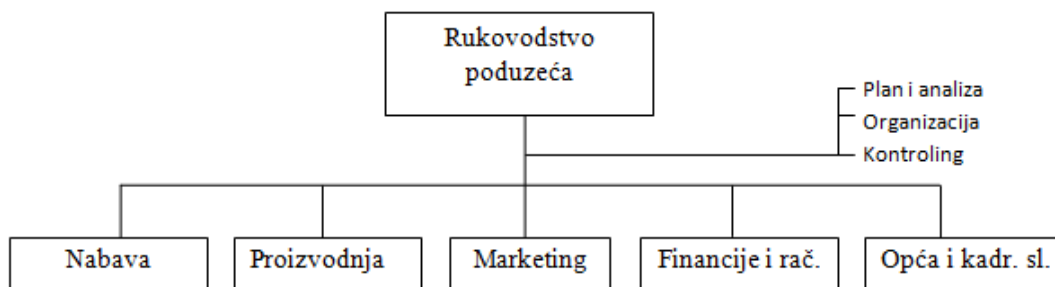 Rukovodstvo
poduzeća
Plan i analiza
Organizacija
Kontroling
Nabava
Proizvodnja
Marketing
Financije i rač.
Opća i kadr. sl.